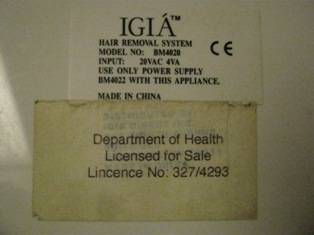 IGIÁ™
HAIR REMOVAL SYSTEM
MODEL NO: BM4020 CE
INPUT: 20VAC 4VA
USE ONLY POWER SUPPLY
BM4022 WITH THIS APPLIANCE.
MADE IN CHINA
Department of Health
Licensed for Sale
Lincence No: 327/4293